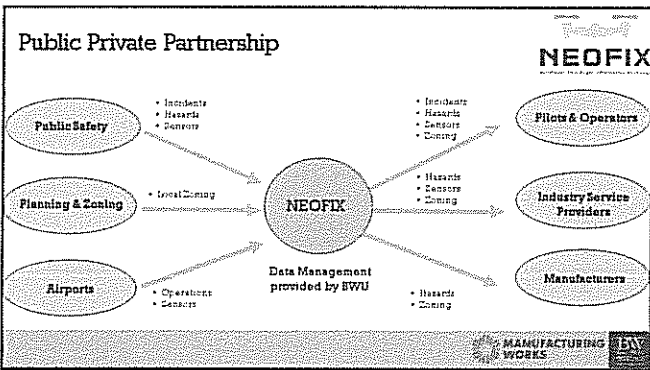 Public Private Partnership
NEOFIX
Public Safety
• Incidents
• Hazards
• Sensors
Planning & Zoning
• Local Zoning
Airports
• Operations
• Sensors
NEOFIX
Data Management
provided by BWU
• Incidents
• Hazards
• Sensors
• Zoning
Pilots & Operators
• Hazards
• Sensors
• Zoning
Industry Service
Providers
• Hazards
• Zoning
Manufacturers
MANUFACTURING
WORKS